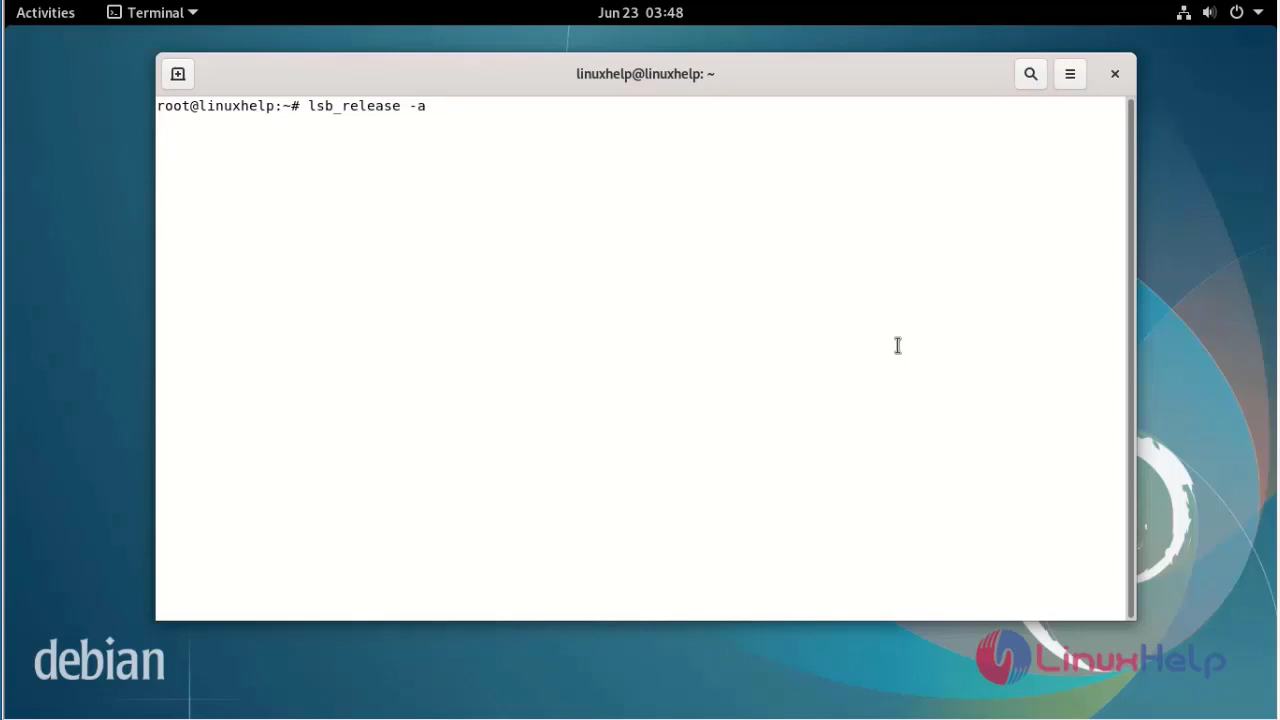 Activities Terminal Jun 23 03:48
linuxhelp@linuxhelp: ~
root@linuxhelp:~# lsb_release -a
debian
LinuxHelp